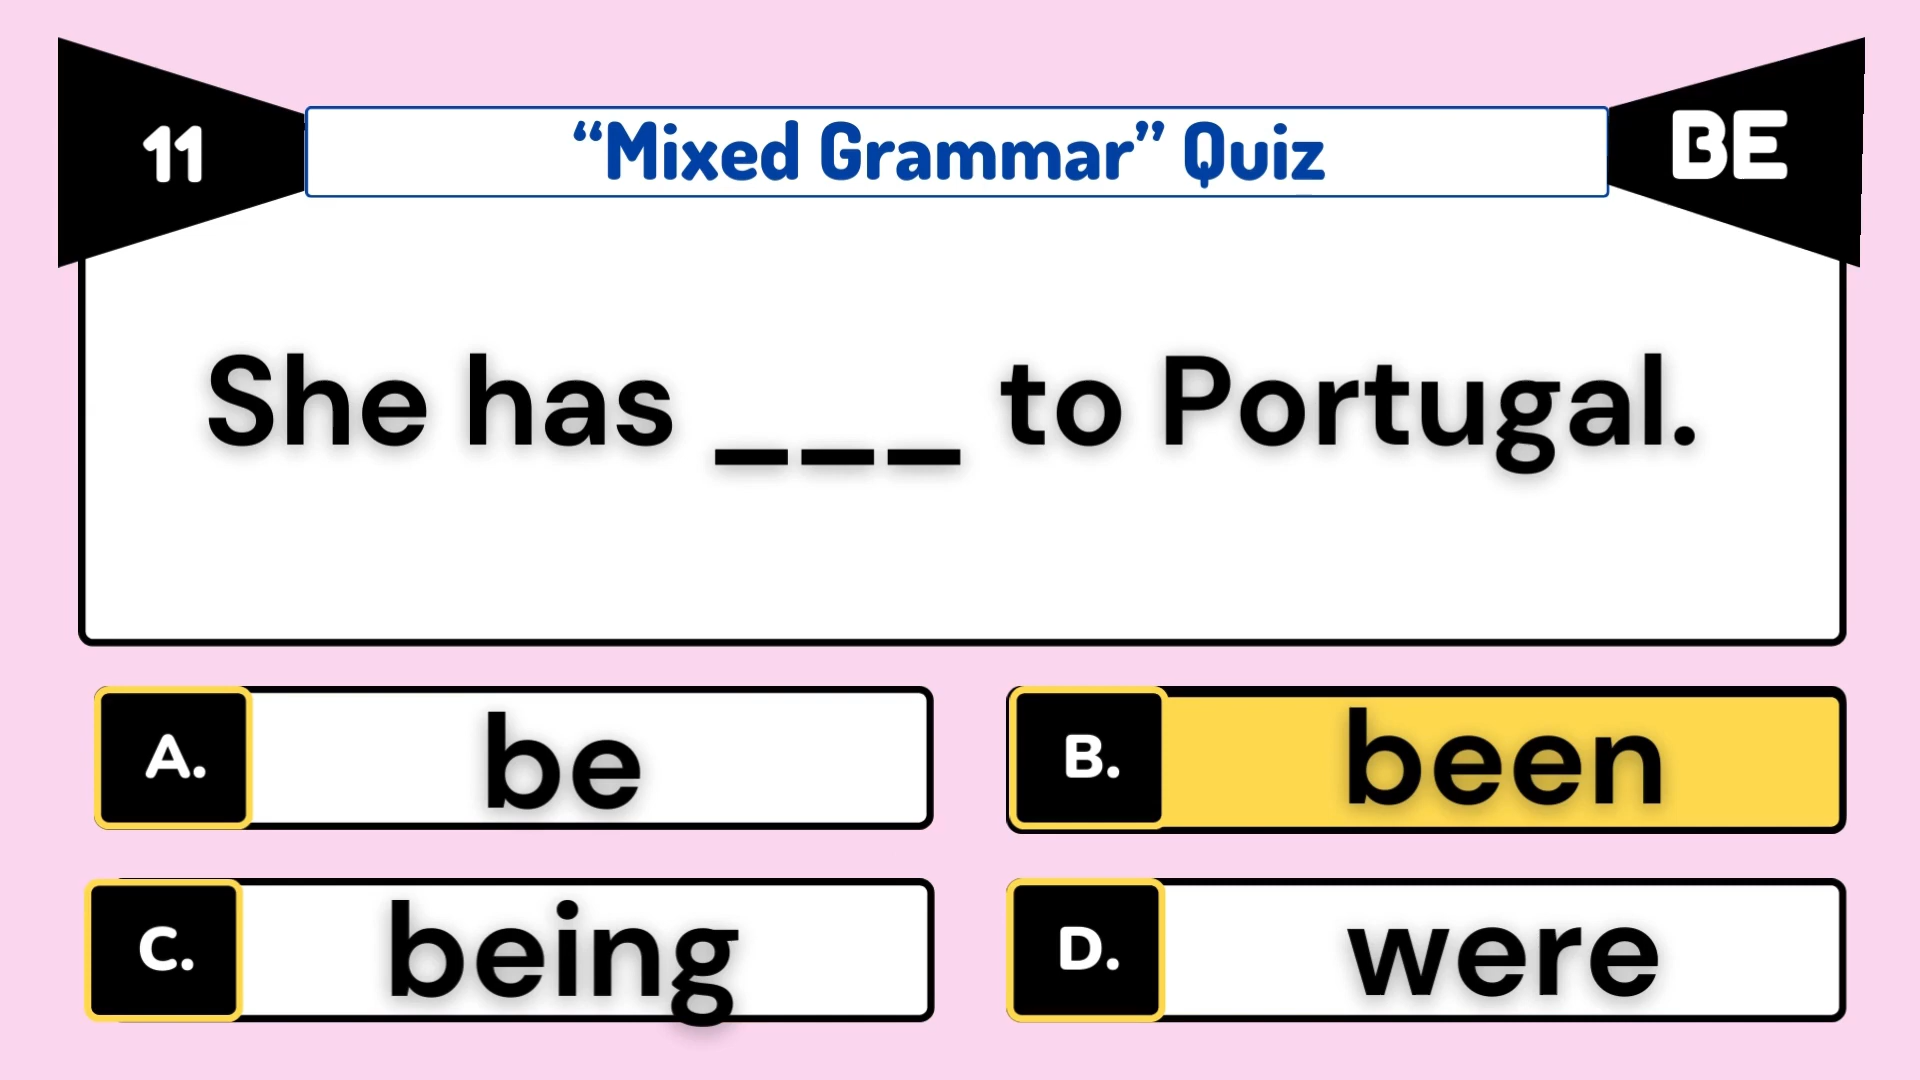 11
“Mixed Grammar” Quiz
BE
She has ___ to Portugal.
A.
be
B.
been
C.
being
D.
were